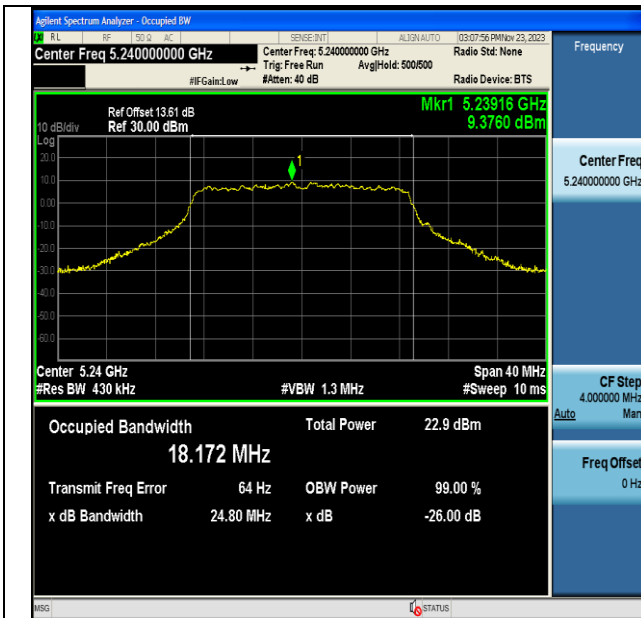 Agilent Spectrum Analyzer - Occupied BW
RL RF 50 Ω AC SENSE:INT ALIGN AUTO 03:07:56 PM Nov 23, 2023
Center Freq 5.240000000 GHz
Center Freq: 5.240000000 GHz
Radio Std: None
Trig: Free Run Avg|Hold: 500/500
#IFGain:Low #Atten: 40 dB Radio Device: BTS
Frequency
Ref Offset 13.61 dB
Mkr1 5.23916 GHz
10 dB/div Ref 30.00 dBm 9.3760 dBm
Log
20.0
10.0
0.00
-10.0
-20.0
-30.0
-40.0
-50.0
-60.0
1
Center 5.24 GHz Span 40 MHz
#Res BW 430 kHz #VBW 1.3 MHz #Sweep 10 ms
Occupied Bandwidth Total Power 22.9 dBm
18.172 MHz
Transmit Freq Error 64 Hz OBW Power 99.00 %
x dB Bandwidth 24.80 MHz x dB -26.00 dB
Center Freq
5.240000000 GHz
CF Step
4.000000 MHz
Auto Man
Freq Offset
0 Hz
MSG STATUS